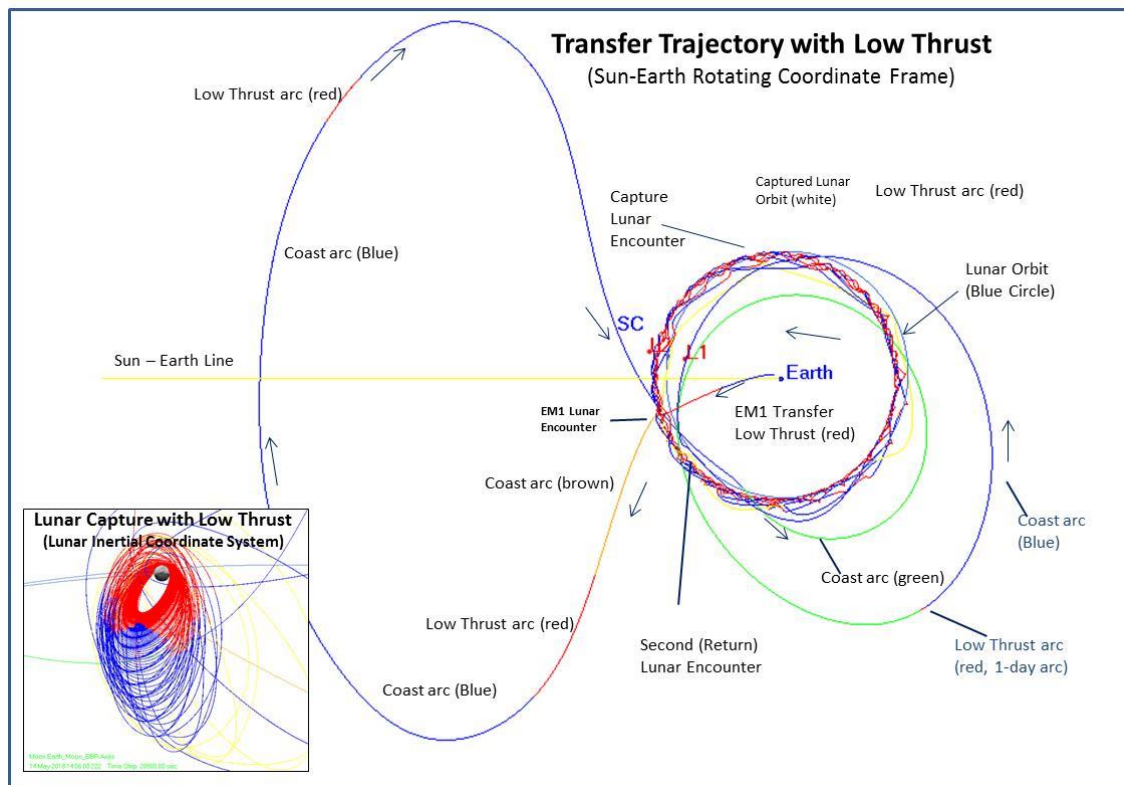 Transfer Trajectory with Low Thrust
(Sun-Earth Rotating Coordinate Frame)
Low Thrust arc (red)
Captured Lunar
Orbit (white)
Low Thrust arc (red)
Capture
Lunar
Encounter
Coast arc (Blue)
Lunar Orbit
(Blue Circle)
SC
L1
Sun – Earth Line
Earth
EM1 Lunar
Encounter
EM1 Transfer
Low Thrust (red)
Coast arc (brown)
Lunar Capture with Low Thrust
(Lunar Inertial Coordinate System)
Coast arc
(Blue)
Coast arc (green)
Low Thrust arc (red)
Second (Return)
Lunar Encounter
Low Thrust arc
(red, 1-day arc)
Coast arc (Blue)